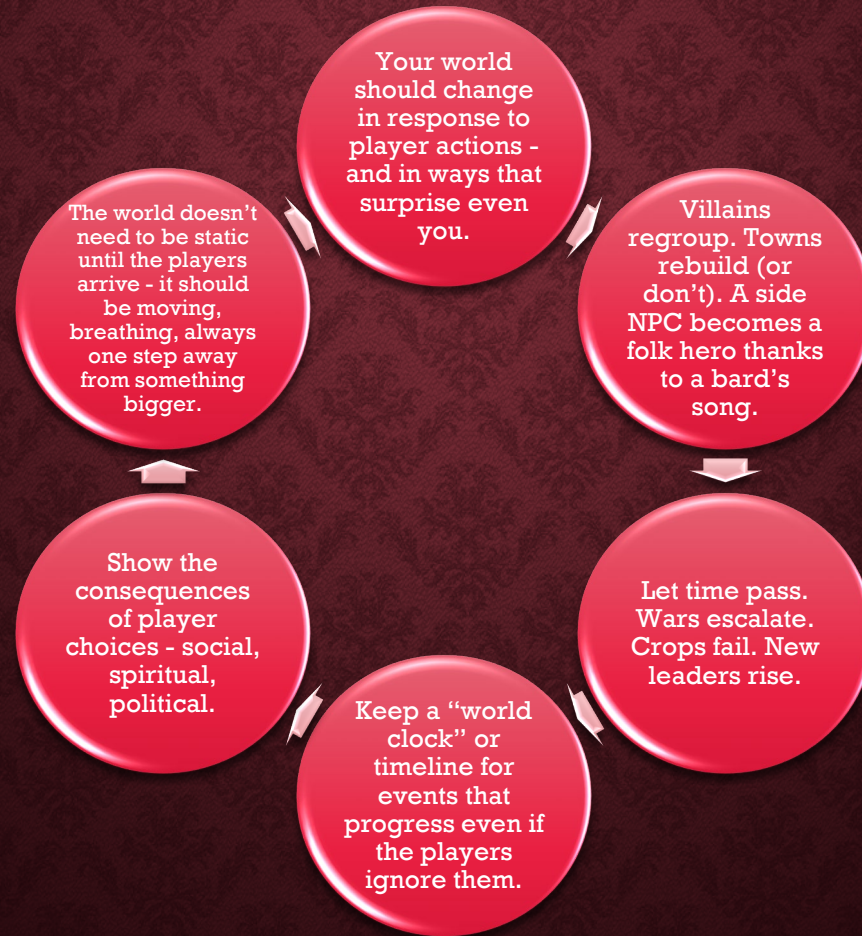 Your world
should change
in response to
player actions -
and in ways that
surprise even
you.
Villains
regroup. Towns
rebuild (or
don’t). A side
NPC becomes a
folk hero thanks
to a bard’s
song.
Let time pass.
Wars escalate.
Crops fail. New
leaders rise.
Keep a “world
clock” or
timeline for
events that
progress even if
the players
ignore them.
Show the
consequences
of player
choices - social,
spiritual,
political.
The world doesn’t
need to be static
until the players
arrive - it should
be moving,
breathing, always
one step away
from something
bigger.